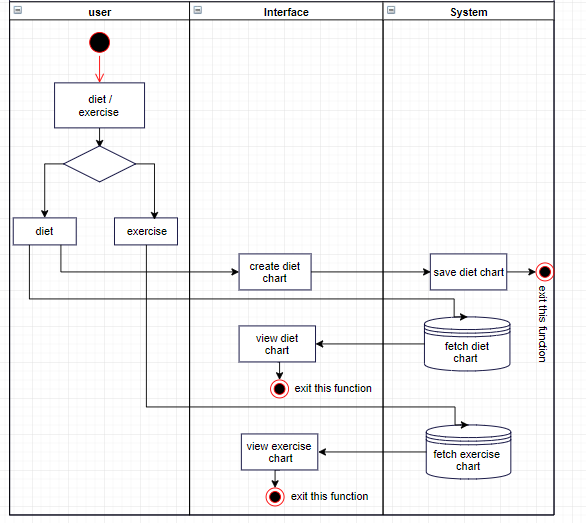 user
Interface
System
diet /
exercise
diet
exercise
create diet
chart
save diet chart
exit this function
view diet
chart
fetch diet
chart
exit this function
view exercise
chart
fetch exercise
chart
exit this function